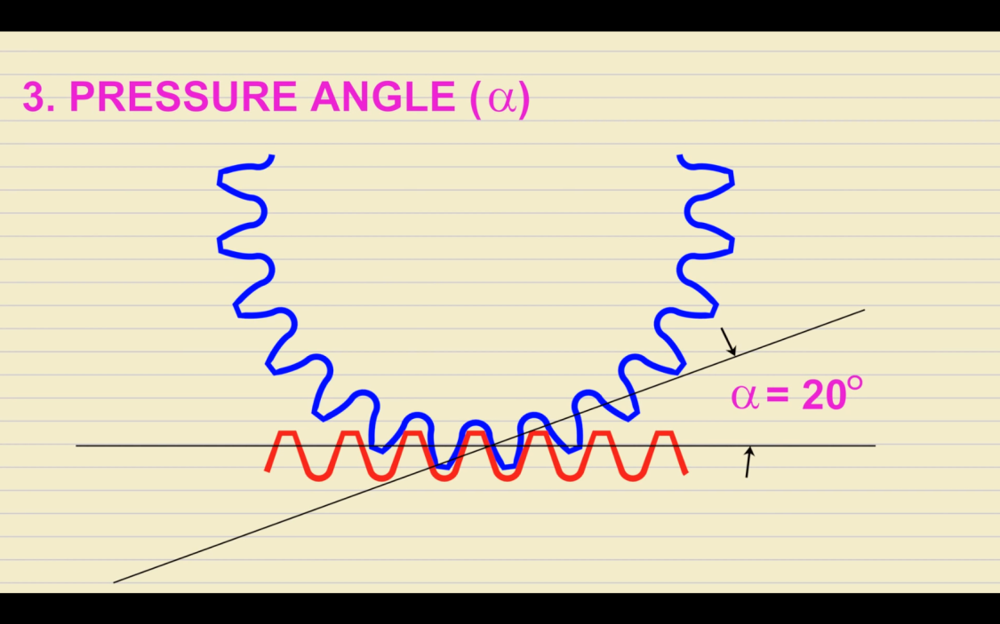 3. PRESSURE ANGLE (α)
α = 20°